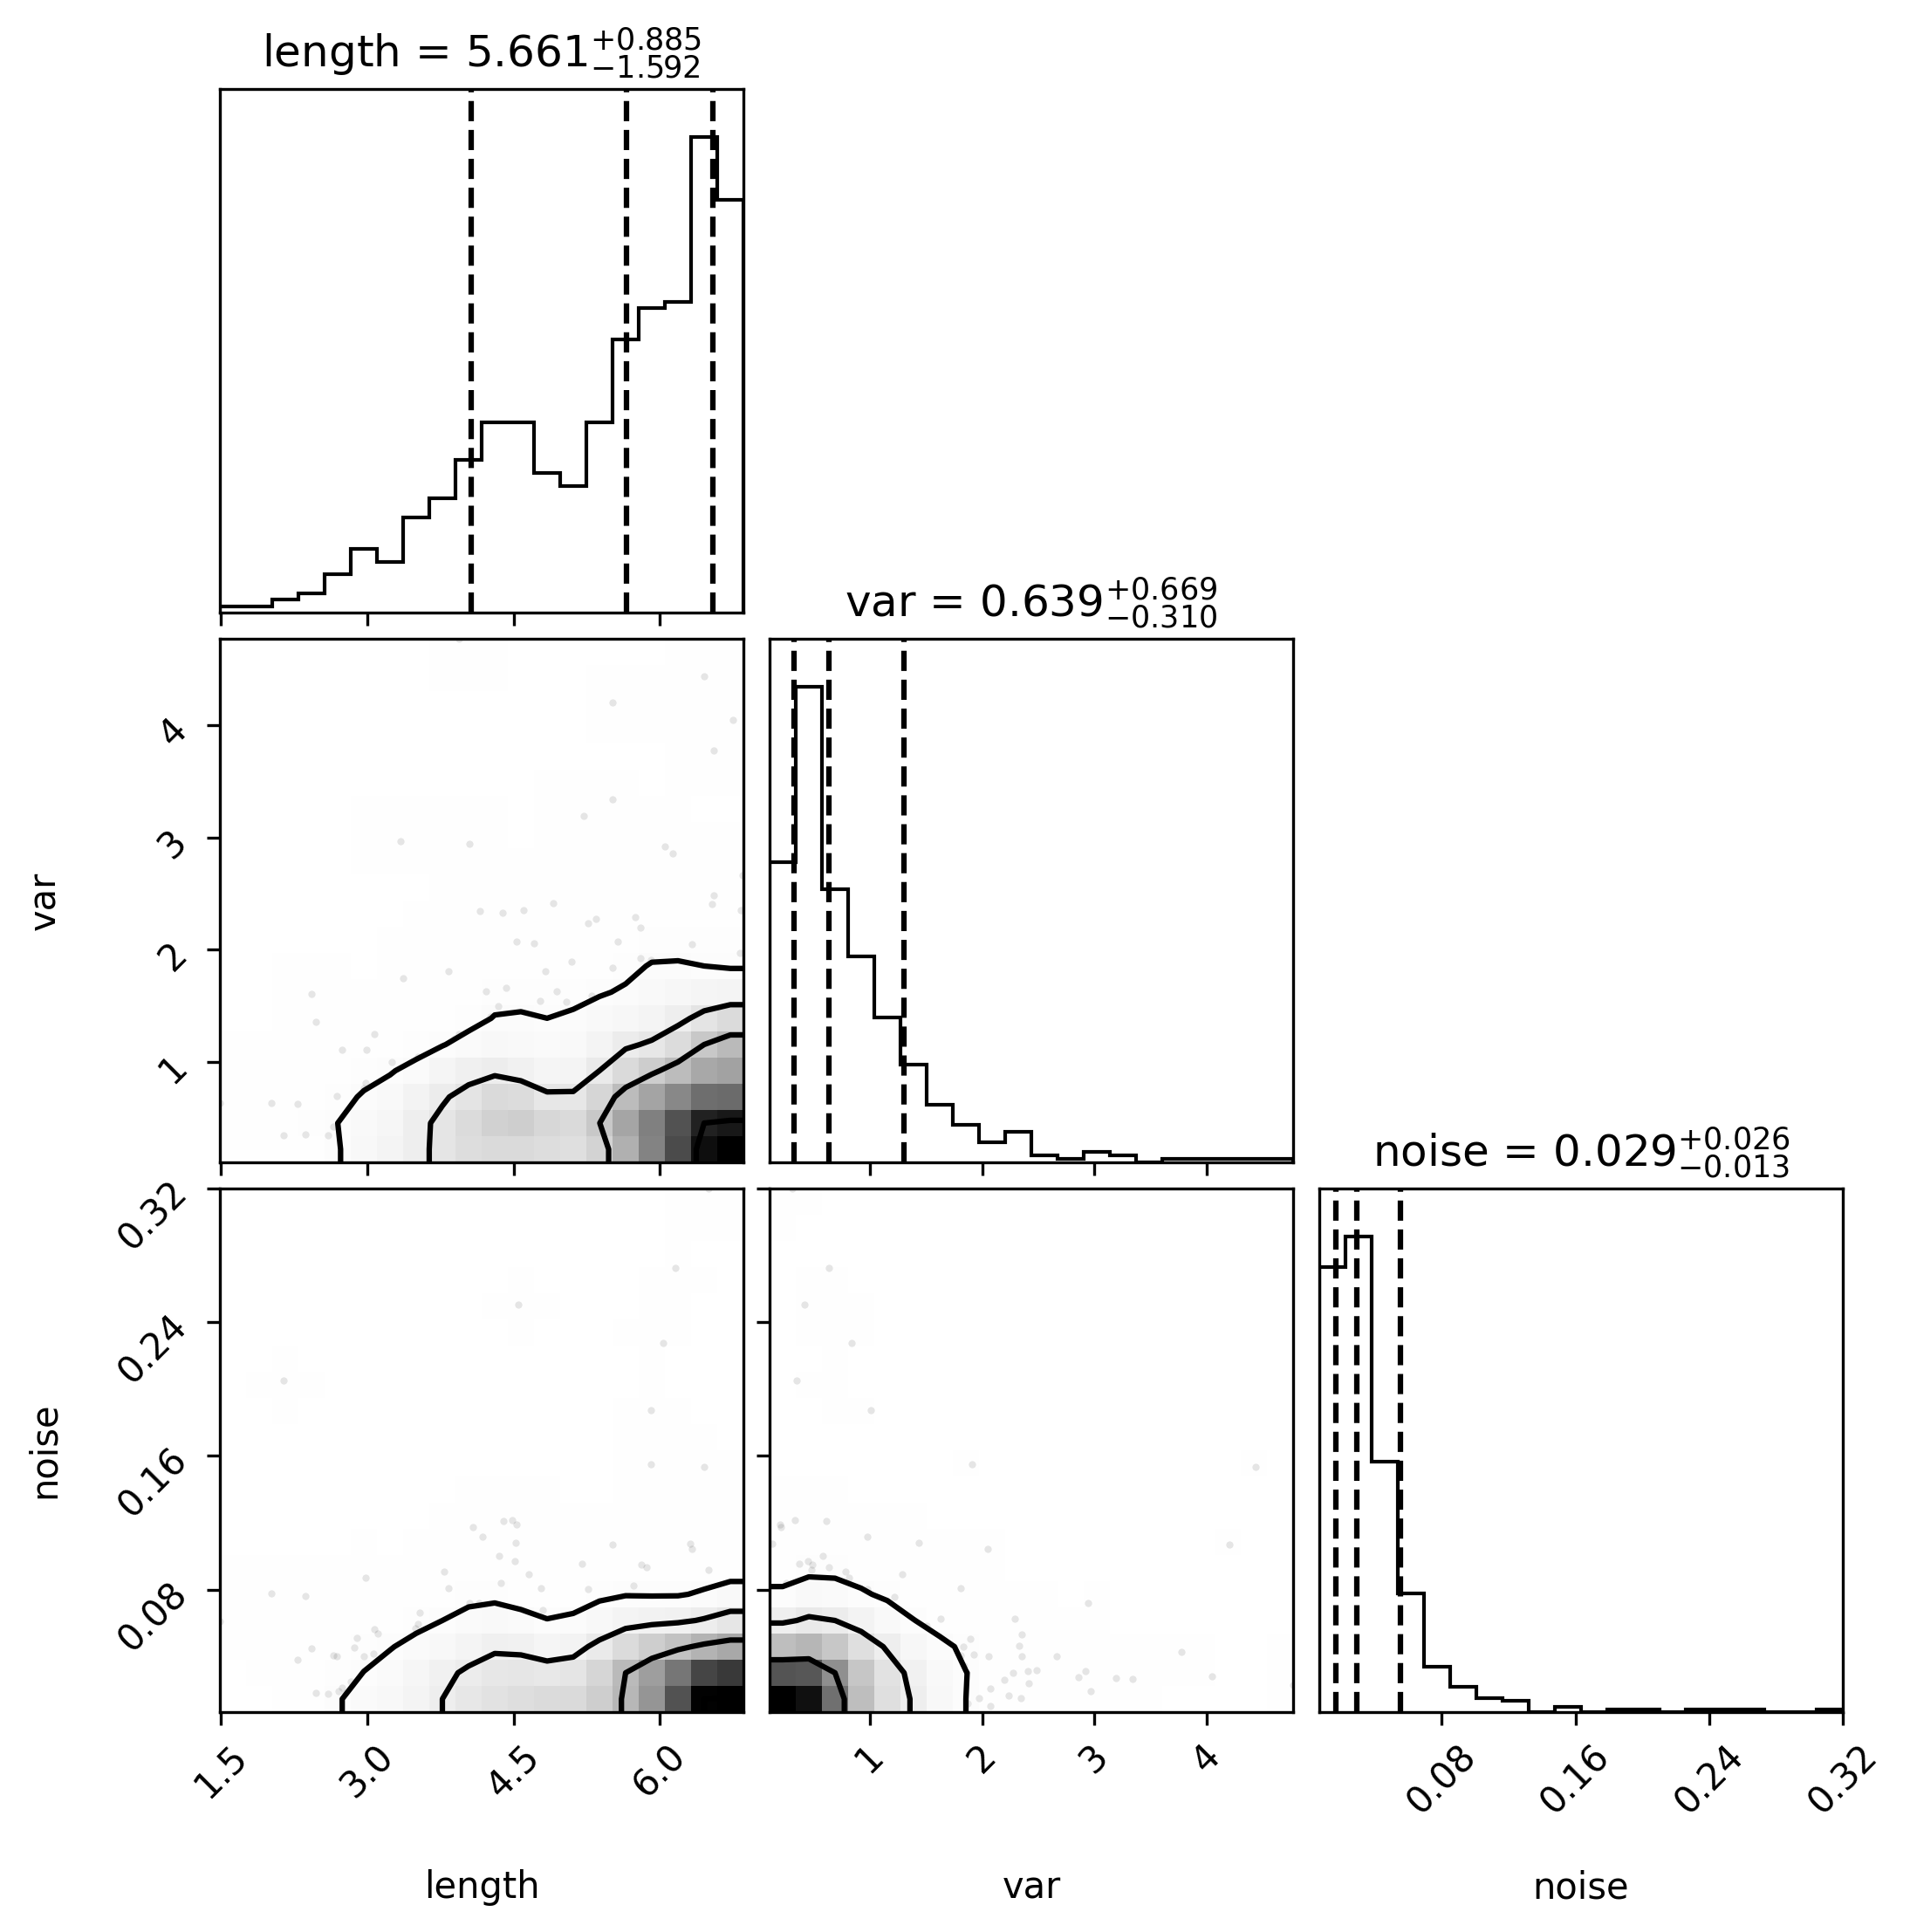 length = 5.661+0.885−1.592
var = 0.639+0.669−0.310
4
3
2
1
var
noise = 0.029+0.026−0.013
0.32
0.24
0.16
0.08
noise
1.5 3.0 4.5 6.0
1 2 3 4
0.08 0.16 0.24 0.32
length
var
noise